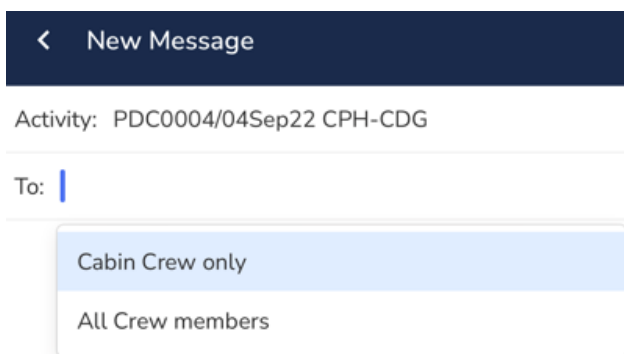 New Message
Activity: PDC0004/04Sep22 CPH-CDG
To:
Cabin Crew only
All Crew members